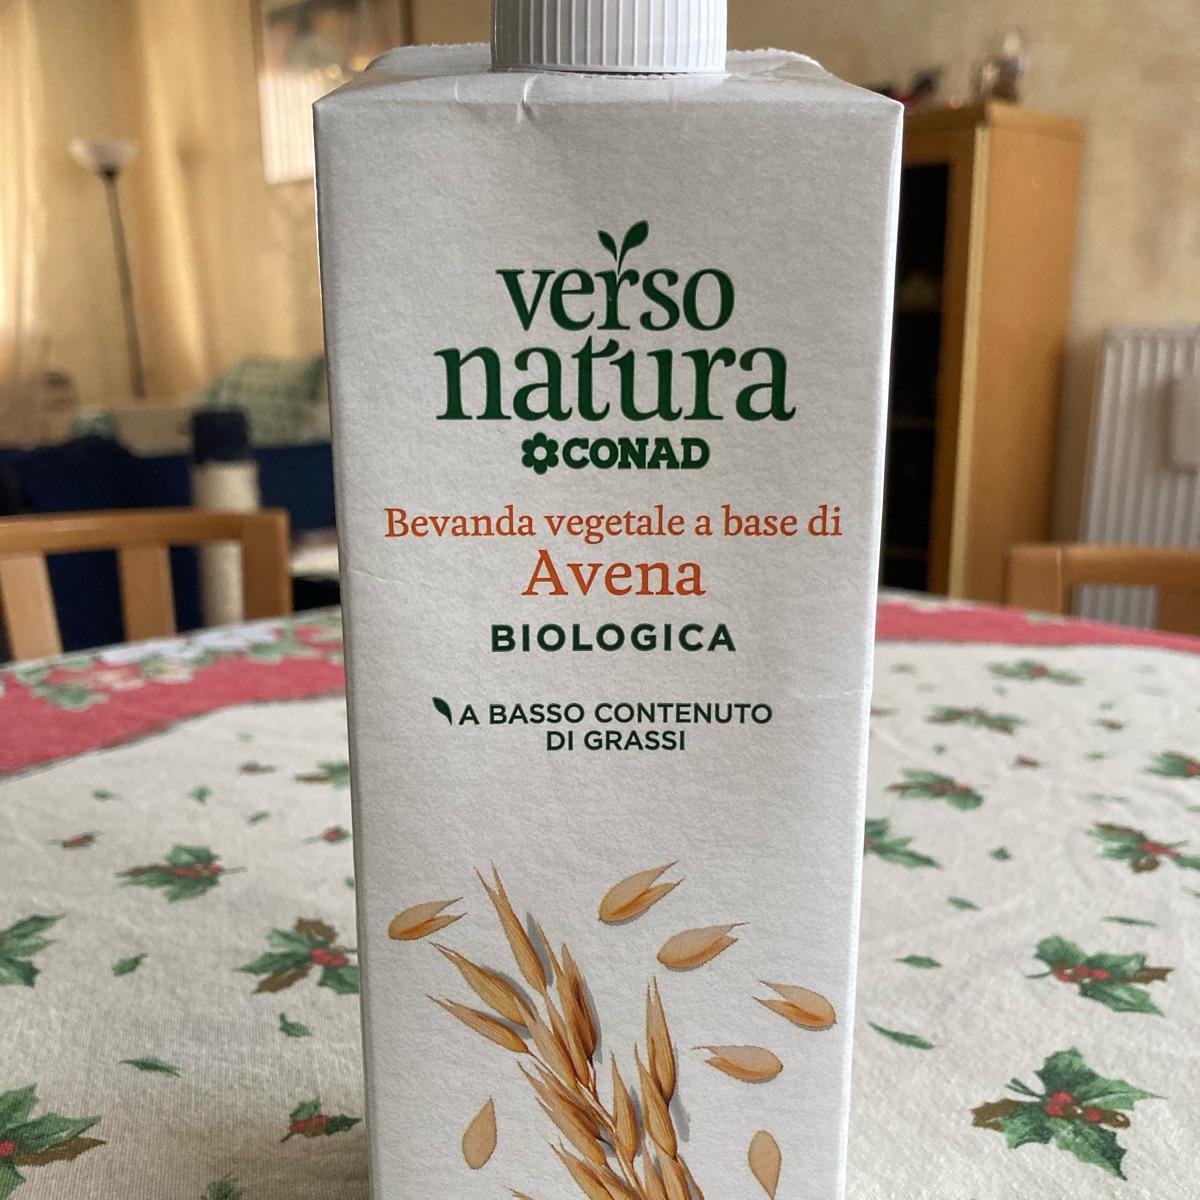 verso
natura
CONAD
Bevanda vegetale a base di
Avena
BIOLOGICA
A BASSO CONTENUTO
DI GRASSI